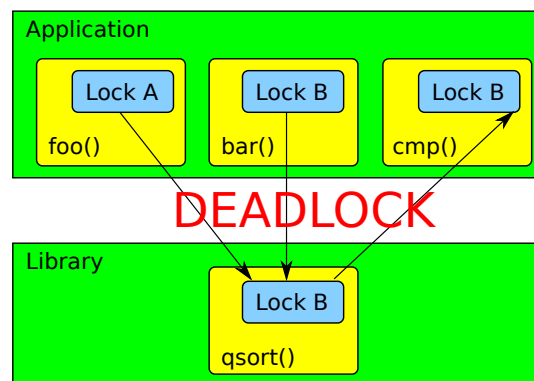 Application
Lock A
Lock B
Lock B
foo()
bar()
cmp()
DEADLOCK
Library
Lock B
qsort()